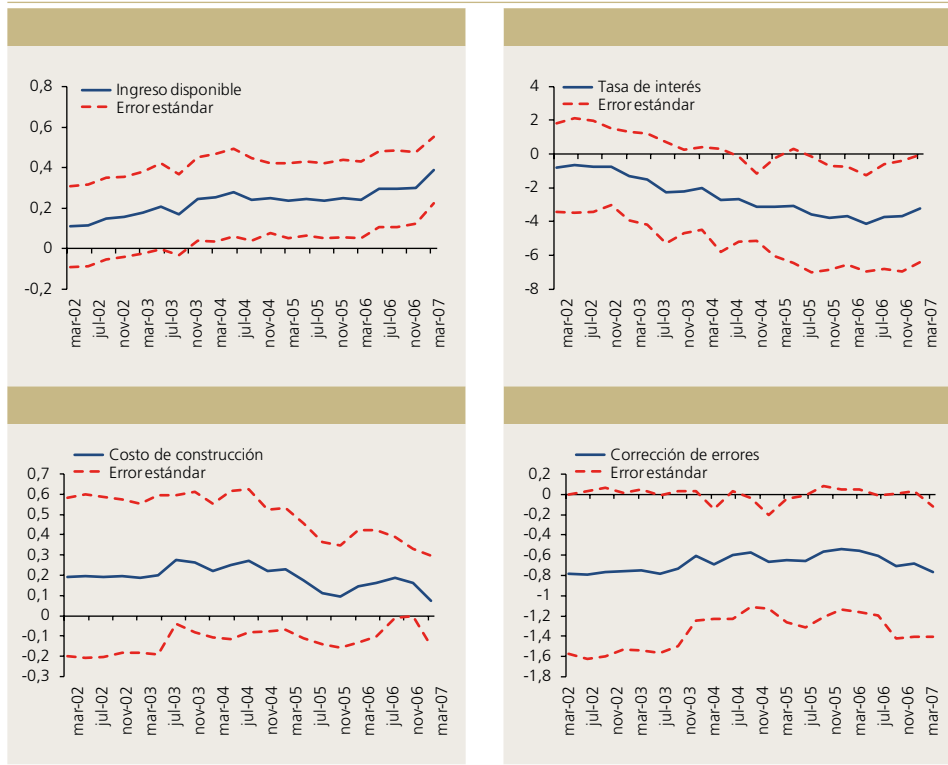 Ingreso disponible
Error estándar
0,8
0,6
0,4
0,2
0
-0,2
mar-02
jul-02
nov-02
mar-03
jul-03
nov-03
mar-04
jul-04
nov-04
mar-05
jul-05
nov-05
mar-06
jul-06
nov-06
mar-07
Tasa de interés
Error estándar
4
2
0
-2
-4
-6
-8
mar-02
jul-02
nov-02
mar-03
jul-03
nov-03
mar-04
jul-04
nov-04
mar-05
jul-05
nov-05
mar-06
jul-06
nov-06
mar-07
Costo de construcción
Error estándar
0,7
0,6
0,5
0,4
0,3
0,2
0,1
0
-0,1
-0,2
-0,3
mar-02
jul-02
nov-02
mar-03
jul-03
nov-03
mar-04
jul-04
nov-04
mar-05
jul-05
nov-05
mar-06
jul-06
nov-06
mar-07
Corrección de errores
Error estándar
0,2
0
-0,2
-0,4
-0,6
-0,8
-1
-1,2
-1,4
-1,6
-1,8
mar-02
jul-02
nov-02
mar-03
jul-03
nov-03
mar-04
jul-04
nov-04
mar-05
jul-05
nov-05
mar-06
jul-06
nov-06
mar-07